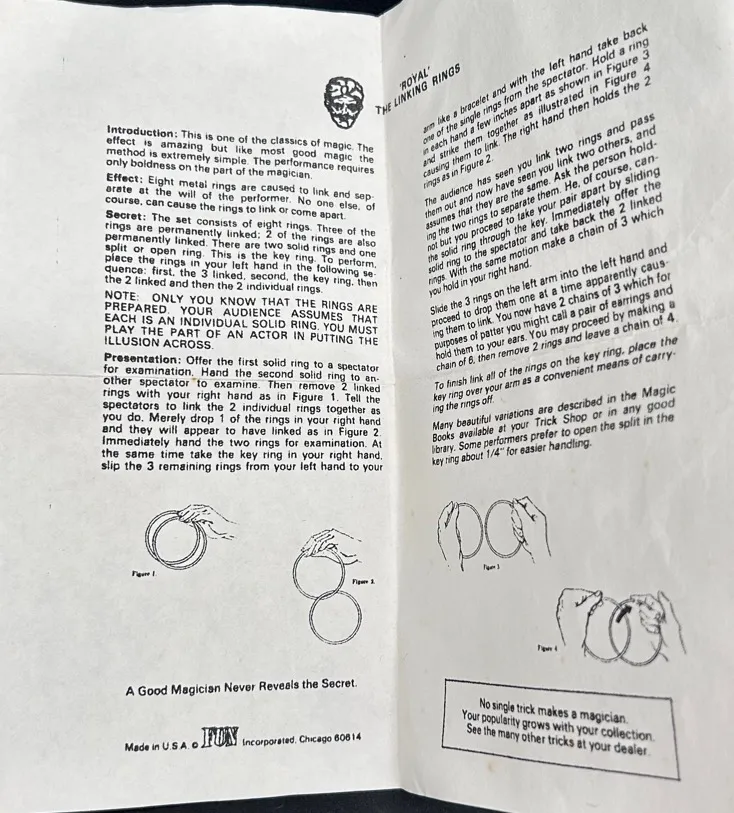 'ROYAL'
THE LINKING RINGS
Introduction: This is one of the classics of magic. The
effect is amazing but like most good magic the
method is extremely simple. The performance requires
only boldness on the part of the magician.
Effect: Eight metal rings are caused to link and sep-
arate at the will of the performer. No one else, of
course, can cause the rings to link or come apart.
Secret: The set consists of eight rings. Three of the
rings are permanently linked; 2 of the rings are also
permanently linked. There are two solid rings and one
split or open ring. This is the key ring. To perform,
place the rings in your left hand in the following se-
quence: first, the 3 linked, second, the key ring, then
the 2 linked and then the 2 individual rings.
NOTE: ONLY YOU KNOW THAT THE RINGS ARE
PREPARED. YOUR AUDIENCE ASSUMES THAT
EACH IS AN INDIVIDUAL SOLID RING. YOU MUST
PLAY THE PART OF AN ACTOR IN PUTTING THE
ILLUSION ACROSS.
Presentation: Offer the first solid ring to a spectator
for examination. Hand the second solid ring to an-
other spectator to examine. Then remove 2 linked
rings with your right hand as in Figure 1. Tell the
spectators to link the 2 individual rings together as
you do. Merely drop 1 of the rings in your right hand
and they will appear to have linked as in Figure 2.
Immediately hand the two rings for examination. At
the same time take the key ring in your right hand,
slip the 3 remaining rings from your left hand to your
Figure 1.
Figure 2.
A Good Magician Never Reveals the Secret.
Made in U.S.A. © FUN Incorporated, Chicago 60614
arm like a bracelet and with the left hand take back
one of the single rings from the spectator. Hold a ring
in each hand a few inches apart as shown in Figure 3
and strike them together as illustrated in Figure 4
causing them to link. The right hand then holds the 2
rings as in Figure 2.
The audience has seen you link two rings and pass
them out and now have seen you link two others, and
assumes that they are the same. Ask the person hold-
ing the two rings to separate them. He, of course, can-
not but you proceed to take your pair apart by sliding
the solid ring through the key. Immediately offer the
solid ring to the spectator and take back the 2 linked
rings. With the same motion make a chain of 3 which
you hold in your right hand.
Slide the 3 rings on the left arm into the left hand and
proceed to drop them one at a time apparently caus-
ing them to link. You now have 2 chains of 3 which for
purposes of patter you might call a pair of earrings and
hold them to your ears. You may proceed by making a
chain of 6, then remove 2 rings and leave a chain of 4.
To finish link all of the rings on the key ring, place the
key ring over your arm as a convenient means of carry-
ing the rings off.
Many beautiful variations are described in the Magic
Books available at your Trick Shop or in any good
library. Some performers prefer to open the split in the
key ring about 1/4" for easier handling.
Figure 3
Figure 4
No single trick makes a magician.
Your popularity grows with your collection.
See the many other tricks at your dealer.